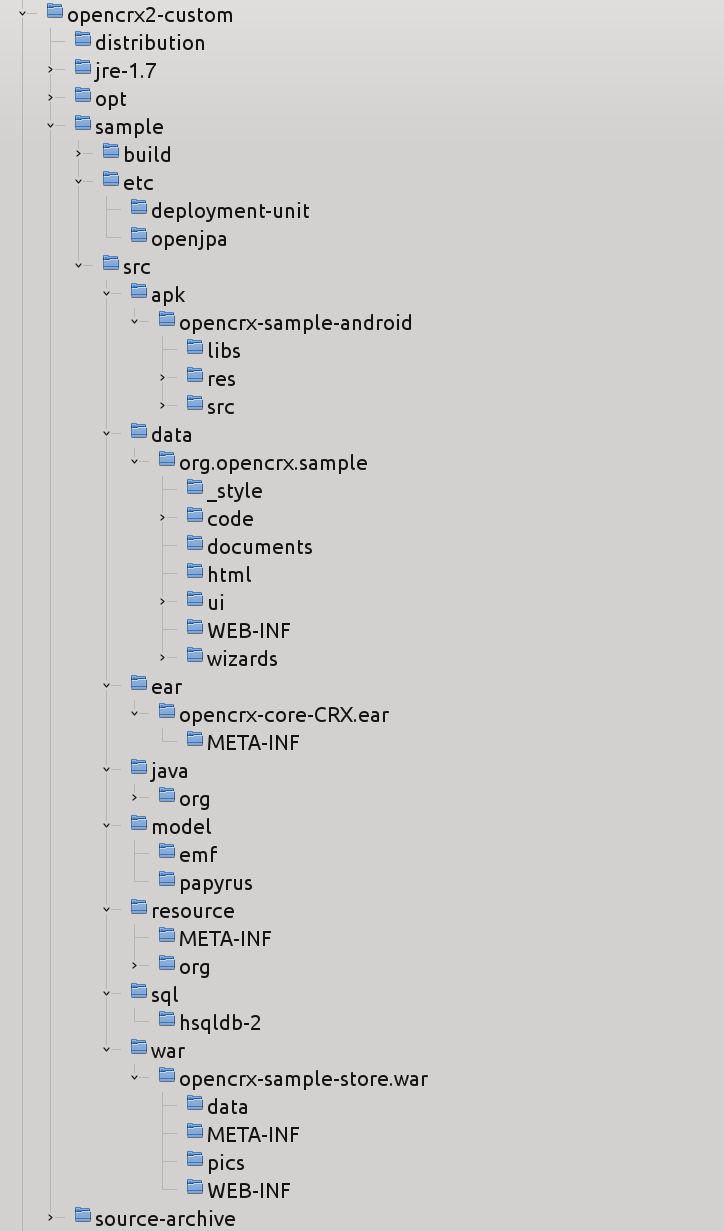 opencrx2-custom
distribution
jre-1.7
opt
sample
build
etc
deployment-unit
openjpa
src
apk
opencrx-sample-android
libs
res
src
data
org.opencrx.sample
_style
code
documents
html
ui
WEB-INF
wizards
ear
opencrx-core-CRX.ear
META-INF
java
org
model
emf
papyrus
resource
META-INF
org
sql
hsqldb-2
war
opencrx-sample-store.war
data
META-INF
pics
WEB-INF
source-archive